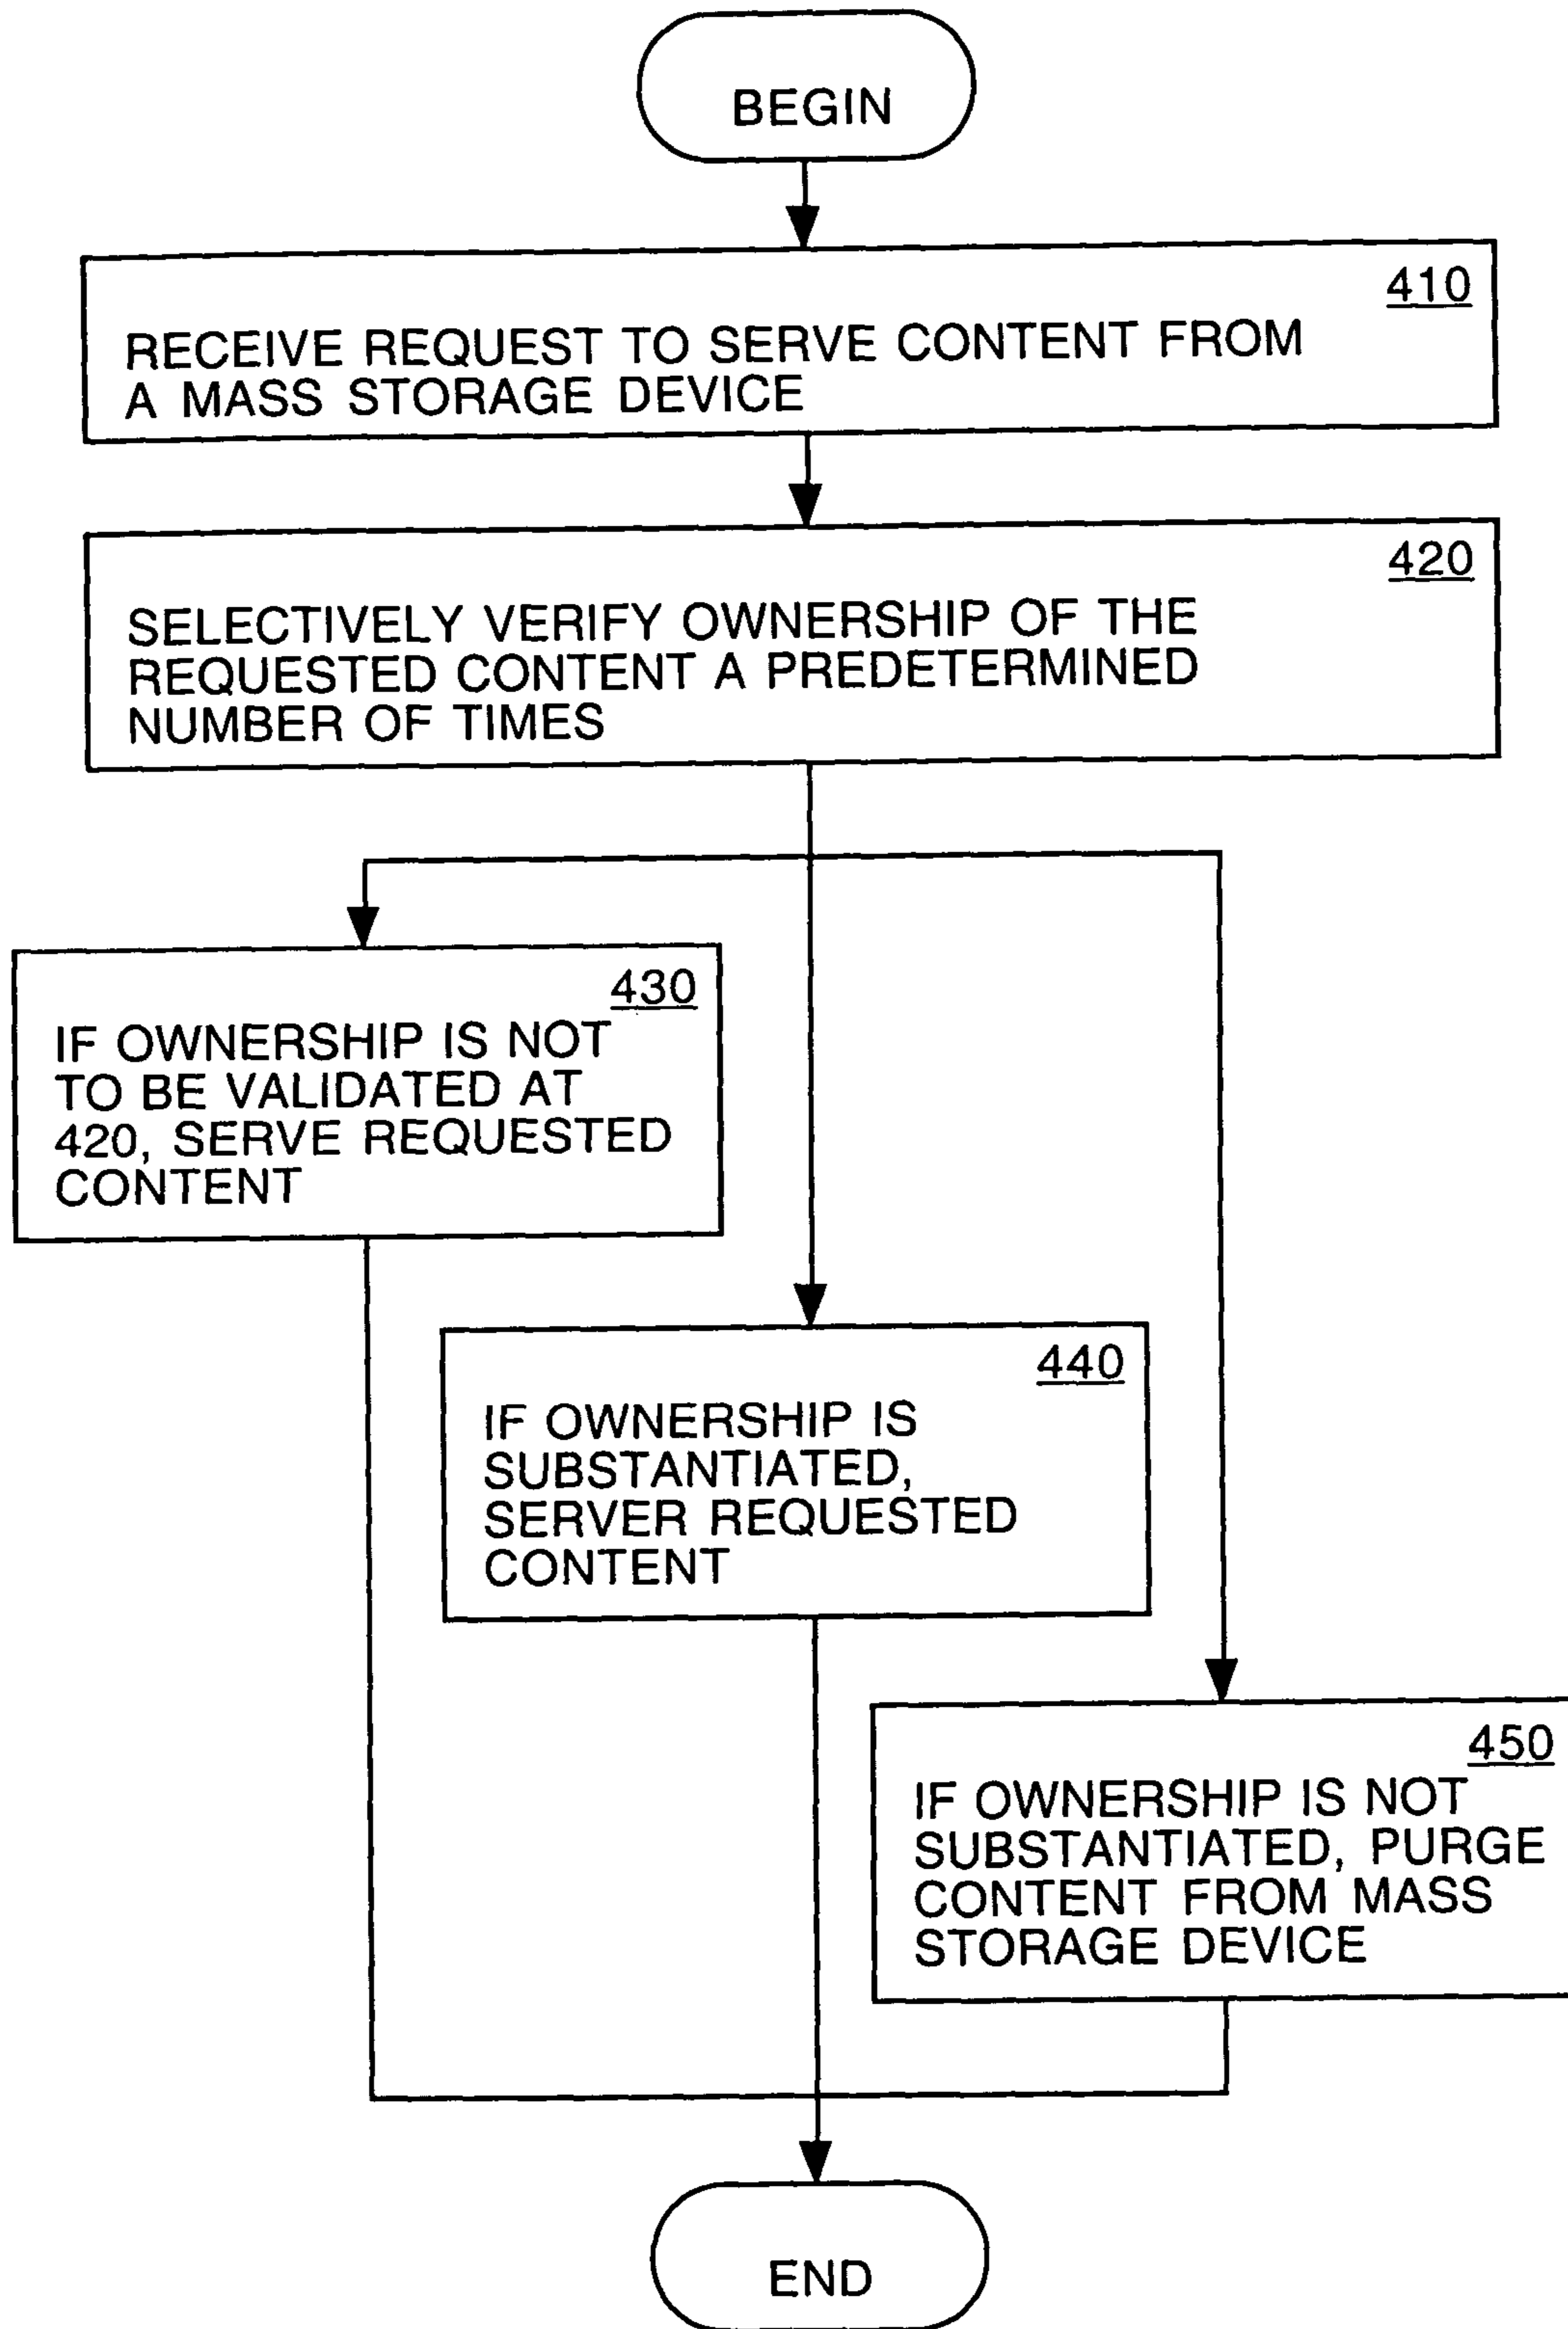 BEGIN
410
RECEIVE REQUEST TO SERVE CONTENT FROM
A MASS STORAGE DEVICE
420
SELECTIVELY VERIFY OWNERSHIP OF THE
REQUESTED CONTENT A PREDETERMINED
NUMBER OF TIMES
430
IF OWNERSHIP IS NOT
TO BE VALIDATED AT
420, SERVE REQUESTED
CONTENT
440
IF OWNERSHIP IS
SUBSTANTIATED,
SERVER REQUESTED
CONTENT
450
IF OWNERSHIP IS NOT
SUBSTANTIATED, PURGE
CONTENT FROM MASS
STORAGE DEVICE
END